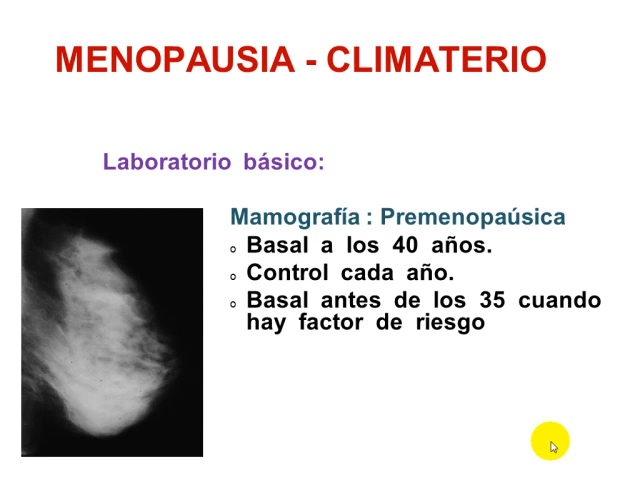 MENOPAUSIA - CLIMATERIO
Laboratorio básico:
Mamografía : Premenopaúsica
o Basal a los 40 años.
o Control cada año.
o Basal antes de los 35 cuando
hay factor de riesgo